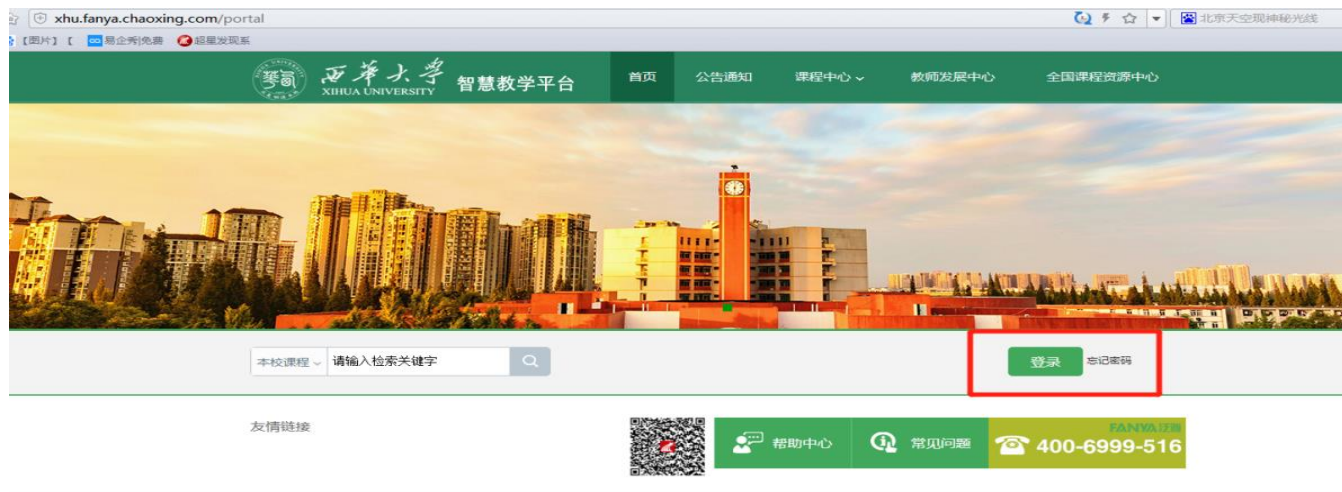 xhu.fanya.chaoxing.com/portal
北京天空现神秘光线
【图片】【 易企秀|免费 超星发现系
西华大学
XIHUA UNIVERSITY
智慧教学平台
首页 公告通知 课程中心 教师发展中心 全国课程资源中心
本校课程 请输入检索关键字
登录 忘记密码
友情链接
帮助中心 常见问题
FANYA泛雅
400-6999-516